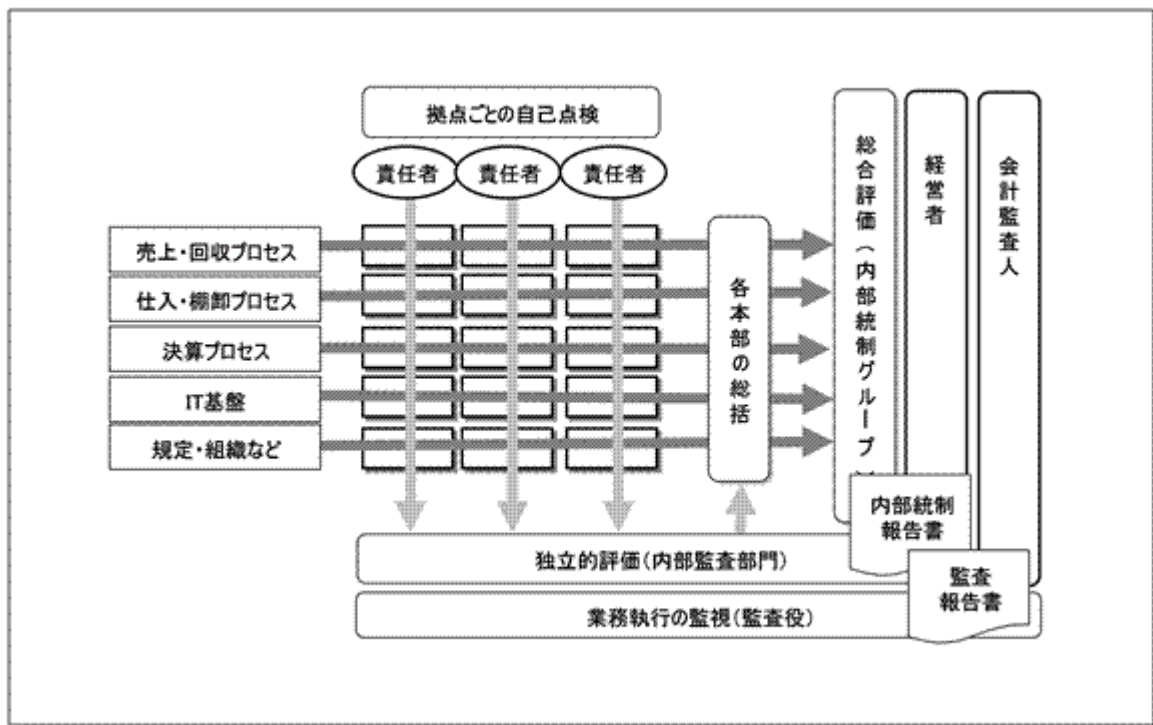 拠点ごとの自己点検
責任者
責任者
責任者
売上・回収プロセス
仕入・棚卸プロセス
決算プロセス
IT基盤
規定・組織など
各本部の総括
総合評価(内部統制グループ)
経営者
会計監査人
内部統制
報告書
監査
報告書
独立的評価(内部監査部門)
業務執行の監視(監査役)